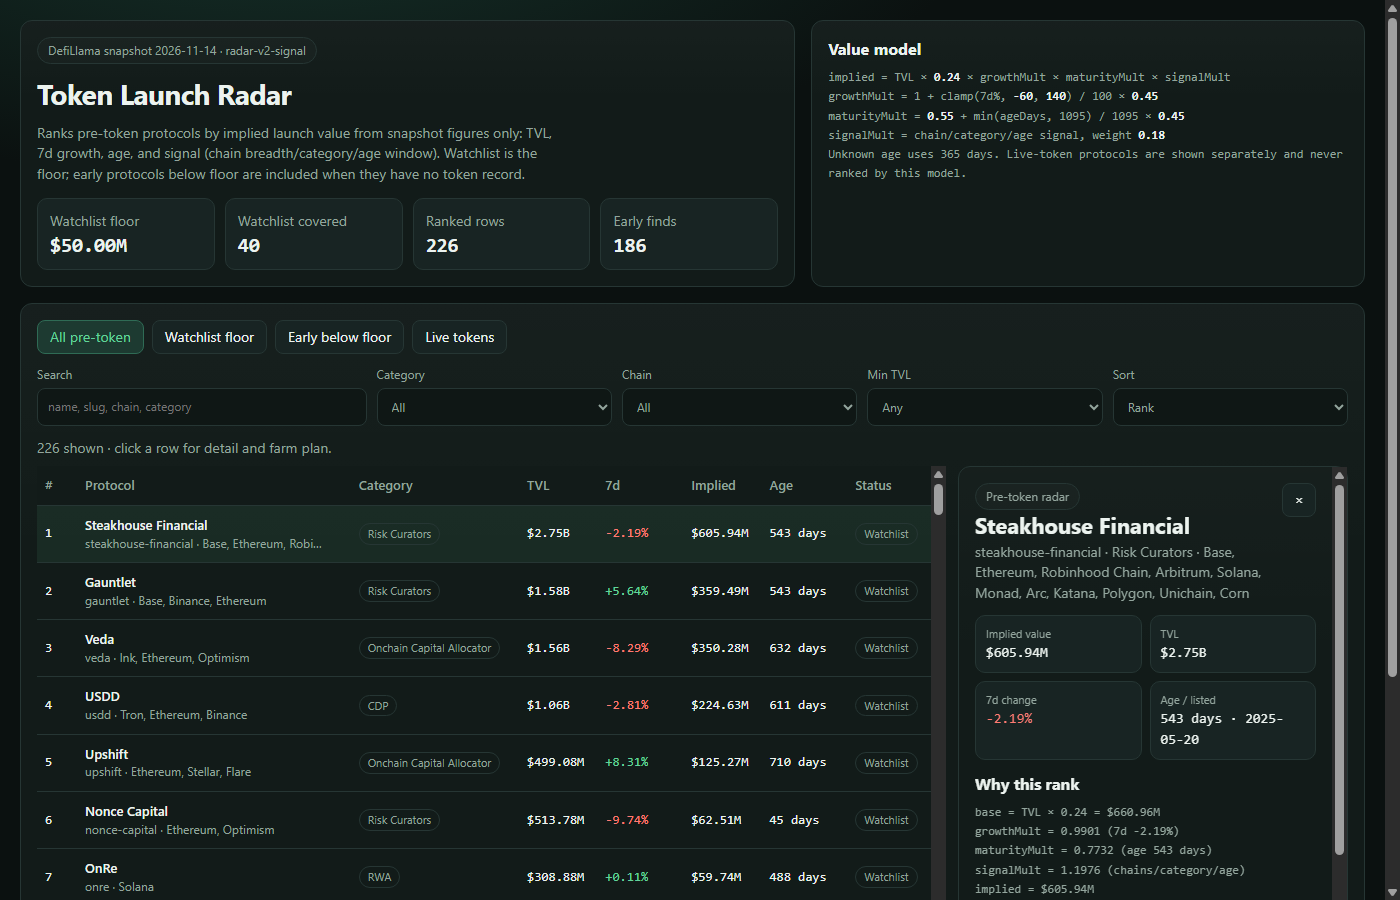 DefiLlama snapshot 2026-11-14 · radar-v2-signal
Token Launch Radar
Ranks pre-token protocols by implied launch value from snapshot figures only: TVL,
7d growth, age, and signal (chain breadth/category/age window). Watchlist is the
floor; early protocols below floor are included when they have no token record.
Watchlist floor
$50.00M
Watchlist covered
40
Ranked rows
226
Early finds
186
Value model
implied = TVL × 0.24 × growthMult × maturityMult × signalMult
growthMult = 1 + clamp(7d%, -60, 140) / 100 × 0.45
maturityMult = 0.55 + min(ageDays, 1095) / 1095 × 0.45
signalMult = chain/category/age signal, weight 0.18
Unknown age uses 365 days. Live-token protocols are shown separately and never
ranked by this model.
All pre-token Watchlist floor Early below floor Live tokens
Search Category Chain Min TVL Sort
name, slug, chain, category All All Any Rank
226 shown · click a row for detail and farm plan.
# Protocol Category TVL 7d Implied Age Status
1 Steakhouse Financial Risk Curators $2.75B -2.19% $605.94M 543 days Watchlist
steakhouse-financial · Base, Ethereum, Robi...
2 Gauntlet Risk Curators $1.58B +5.64% $359.49M 543 days Watchlist
gauntlet · Base, Binance, Ethereum
3 Veda Onchain Capital Allocator $1.56B -8.29% $350.28M 632 days Watchlist
veda · Ink, Ethereum, Optimism
4 USDD CDP $1.06B -2.81% $224.63M 611 days Watchlist
usdd · Tron, Ethereum, Binance
5 Upshift Onchain Capital Allocator $499.08M +8.31% $125.27M 710 days Watchlist
upshift · Ethereum, Stellar, Flare
6 Nonce Capital Risk Curators $513.78M -9.74% $62.51M 45 days Watchlist
nonce-capital · Ethereum, Optimism
7 OnRe RWA $308.88M +0.11% $59.74M 488 days Watchlist
onre · Solana
Pre-token radar ×
Steakhouse Financial
steakhouse-financial · Risk Curators · Base,
Ethereum, Robinhood Chain, Arbitrum, Solana,
Monad, Arc, Katana, Polygon, Unichain, Corn
Implied value
$605.94M
TVL
$2.75B
7d change
-2.19%
Age / listed
543 days · 2025-
05-20
Why this rank
base = TVL × 0.24 = $660.96M
growthMult = 0.9901 (7d -2.19%)
maturityMult = 0.7732 (age 543 days)
signalMult = 1.1976 (chains/category/age)
implied = $605.94M